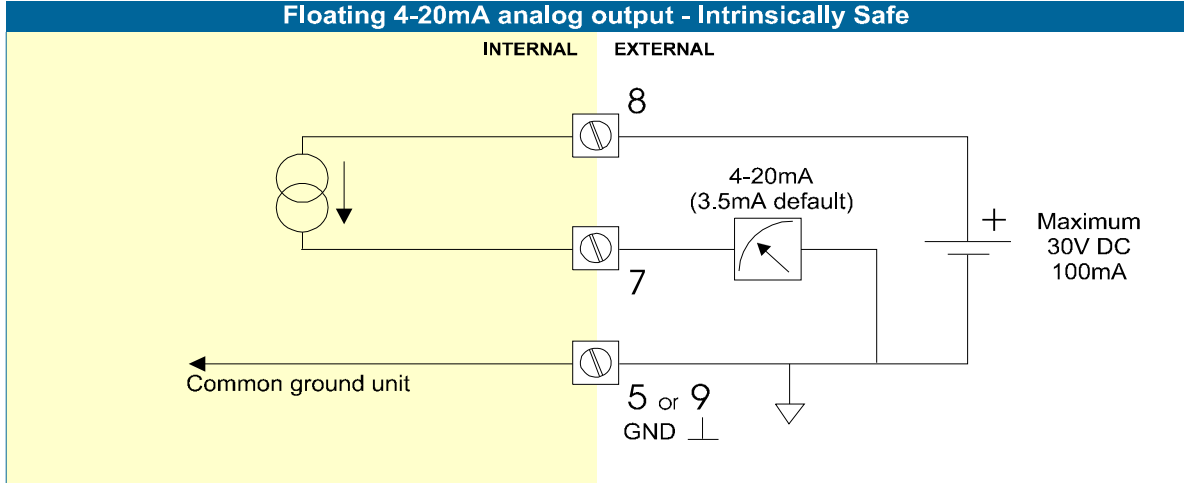 Floating 4-20mA analog output - Intrinsically Safe
INTERNAL EXTERNAL
8
4-20mA
(3.5mA default)
+
Maximum
30V DC
100mA
7
Common ground unit
5 or 9
GND